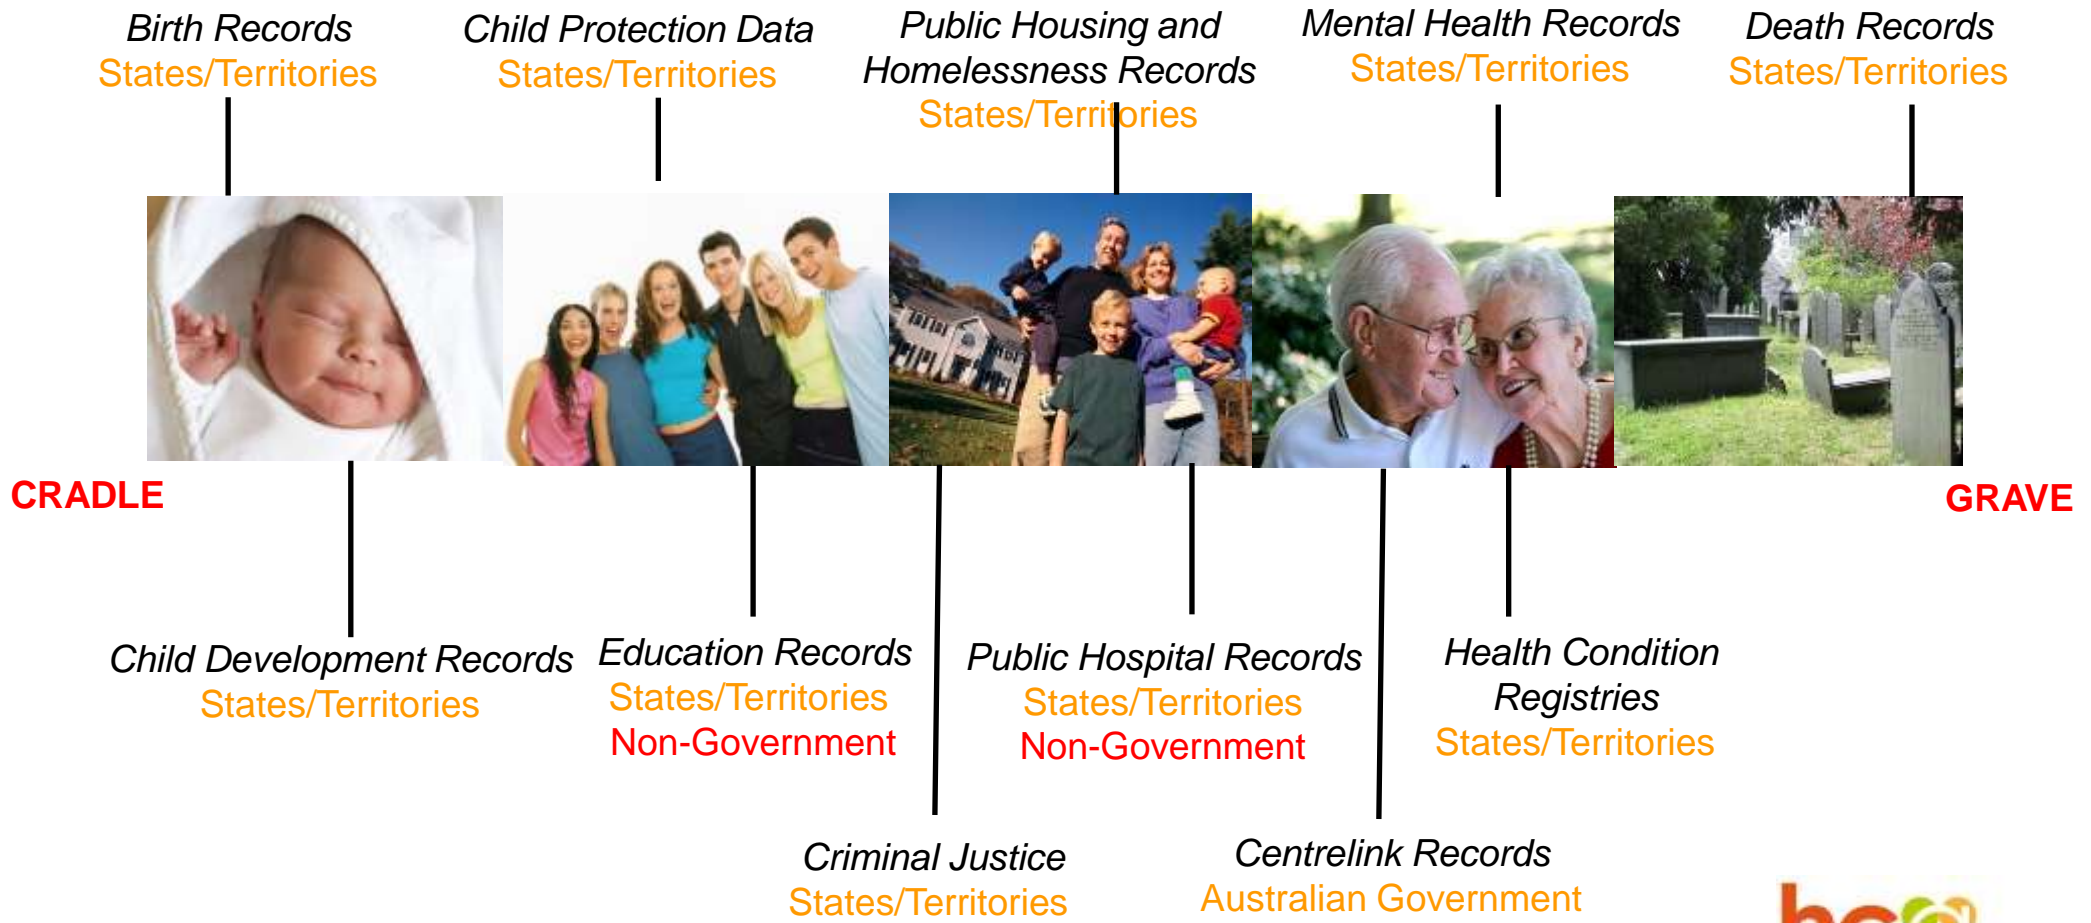 Birth Records
States/Territories
Child Protection Data
States/Territories
Public Housing and
Homelessness Records
States/Territories
Mental Health Records
States/Territories
Death Records
States/Territories
CRADLE
GRAVE
Child Development Records
States/Territories
Education Records
States/Territories
Non-Government
Public Hospital Records
States/Territories
Non-Government
Health Condition
Registries
States/Territories
Criminal Justice
States/Territories
Centrelink Records
Australian Government